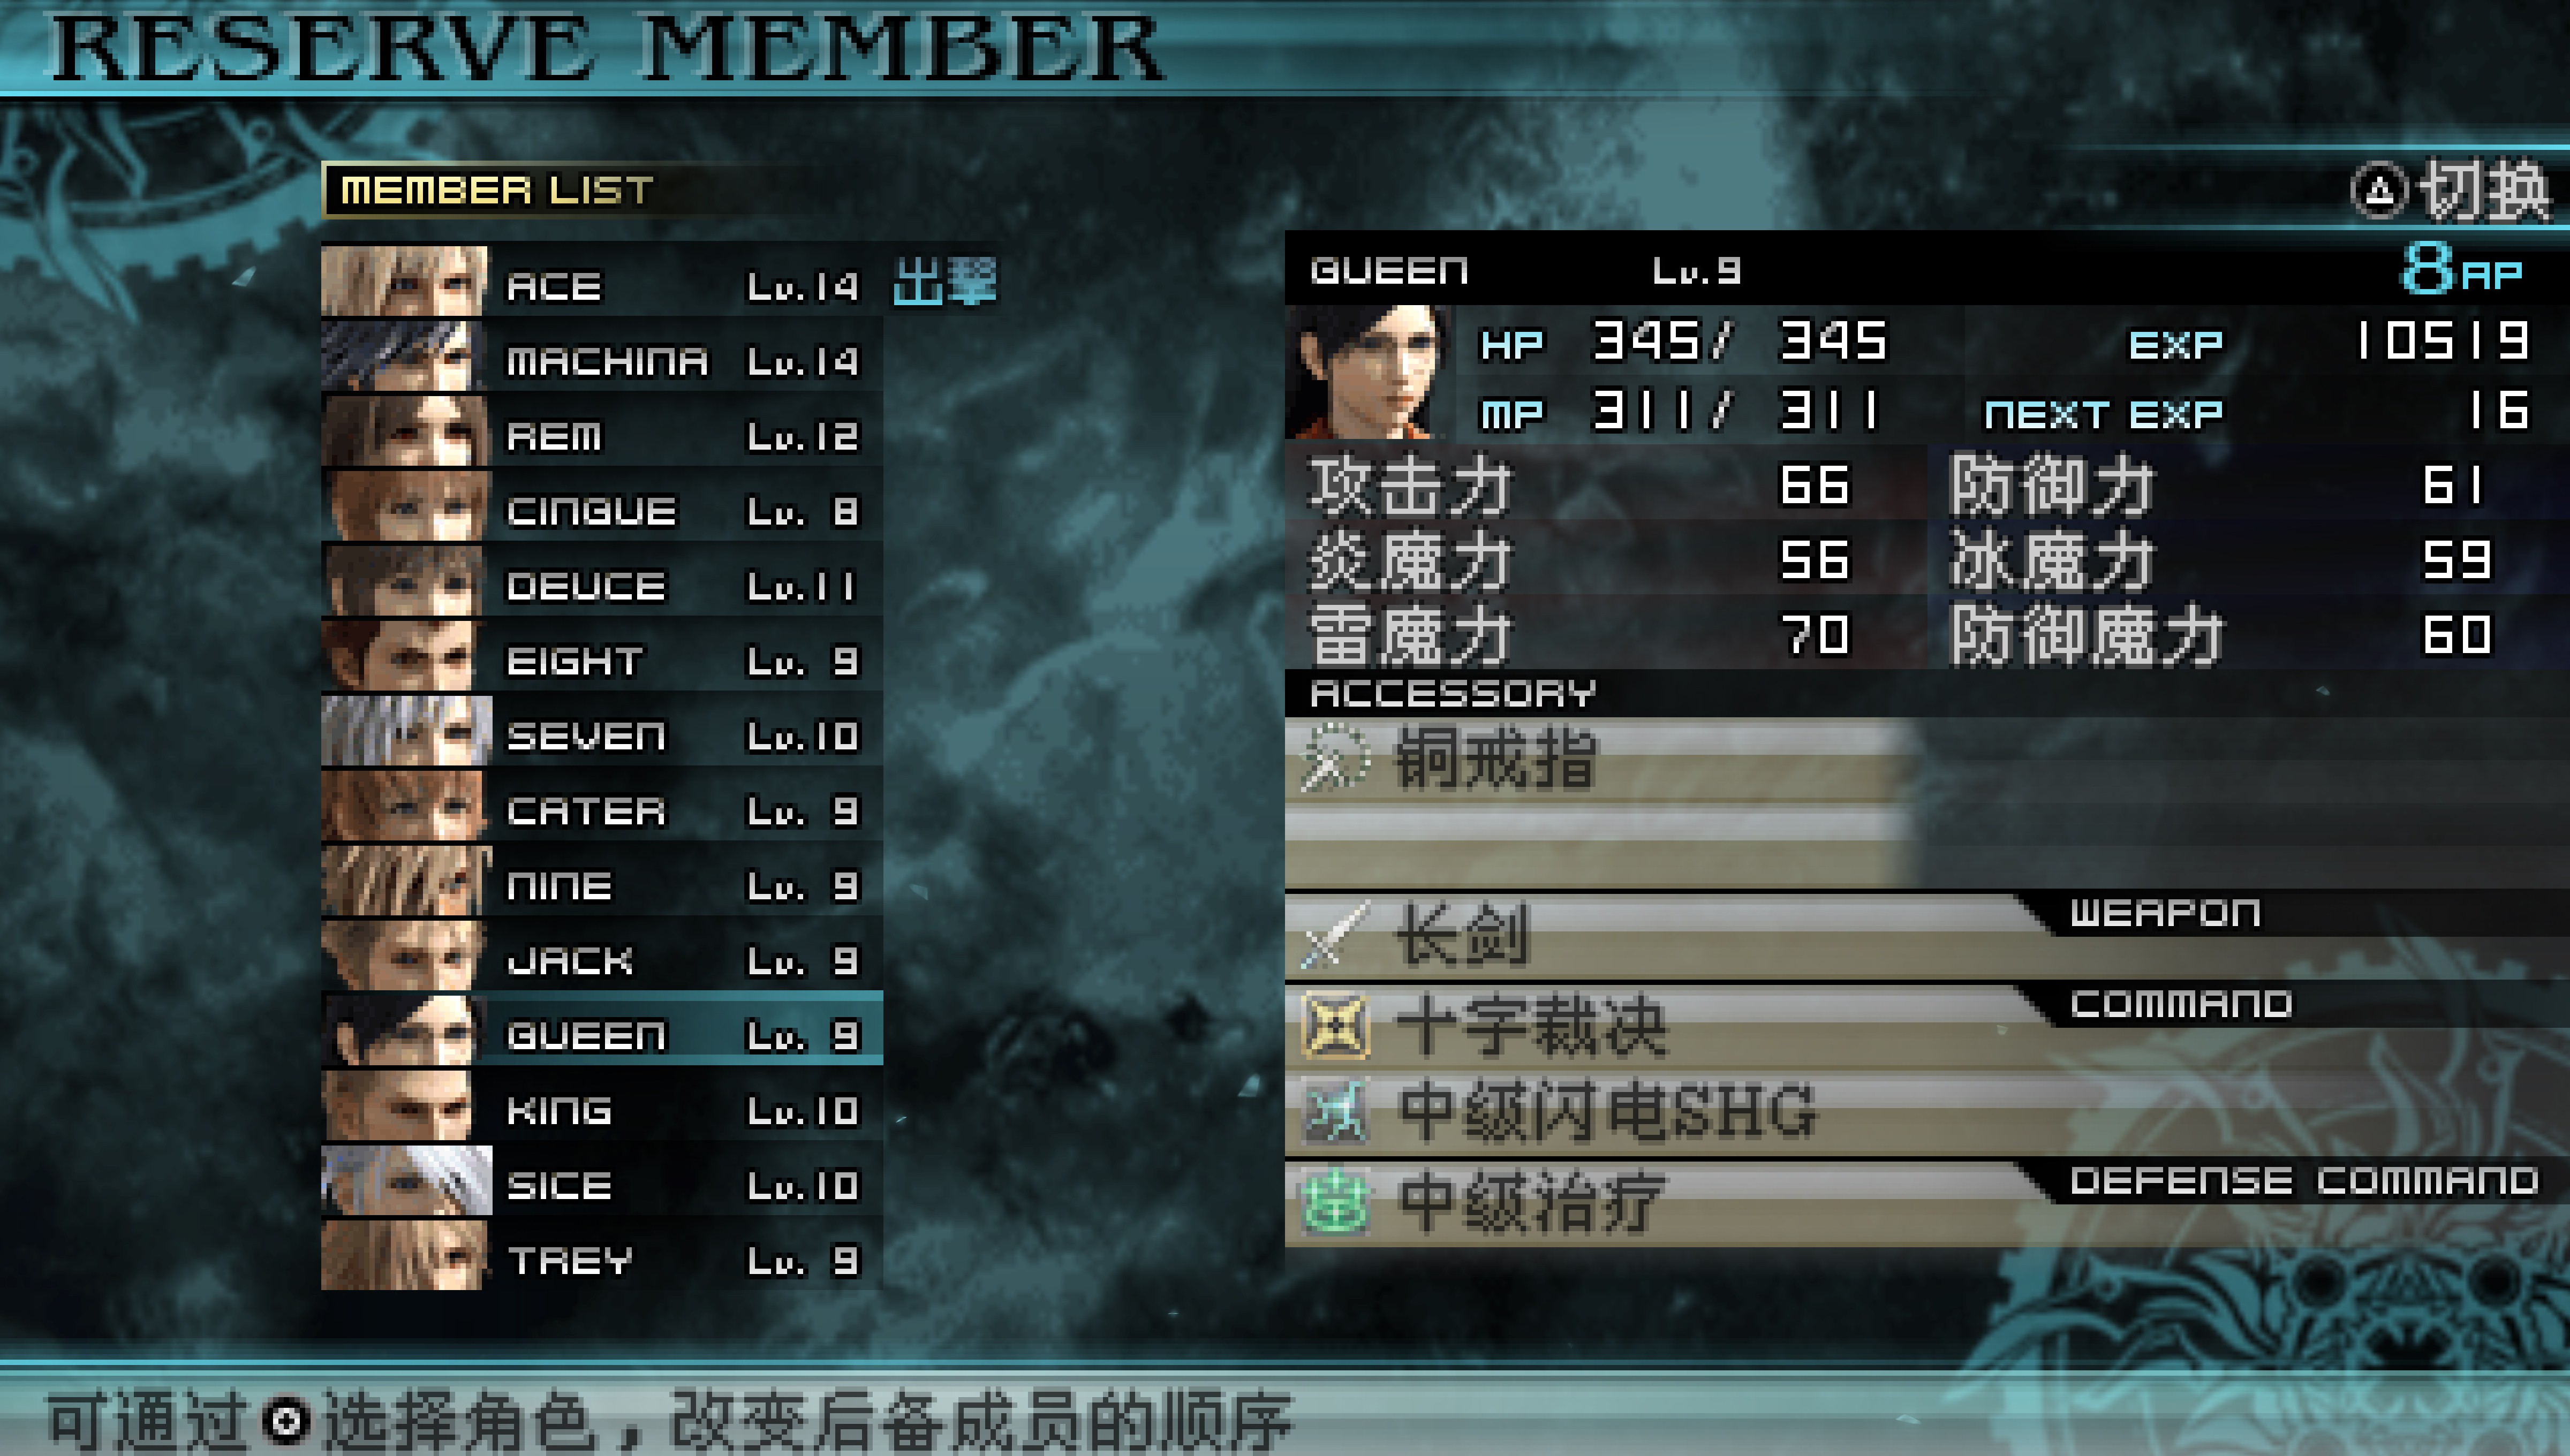 RESERVE MEMBER
切换
MEMBER LIST
ACE Lv.14 出撃
MACHINA Lv.14
REM Lv.12
CINQUE Lv. 8
DEUCE Lv.11
EIGHT Lv. 9
SEVEN Lv.10
CATER Lv. 9
NINE Lv. 9
JACK Lv. 9
QUEEN Lv. 9
KING Lv.10
SICE Lv.10
TREY Lv. 9
QUEEN Lv.9 8AP
HP 345/ 345 EXP 10519
MP 311/ 311 NEXT EXP 16
攻击力 66 防御力 61
炎魔力 56 冰魔力 59
雷魔力 70 防御魔力 60
ACCESSORY
铜戒指
WEAPON
长剑
COMMAND
十字裁决
中级闪电SHG
DEFENSE COMMAND
中级治疗
可通过选择角色，改变后备成员的顺序